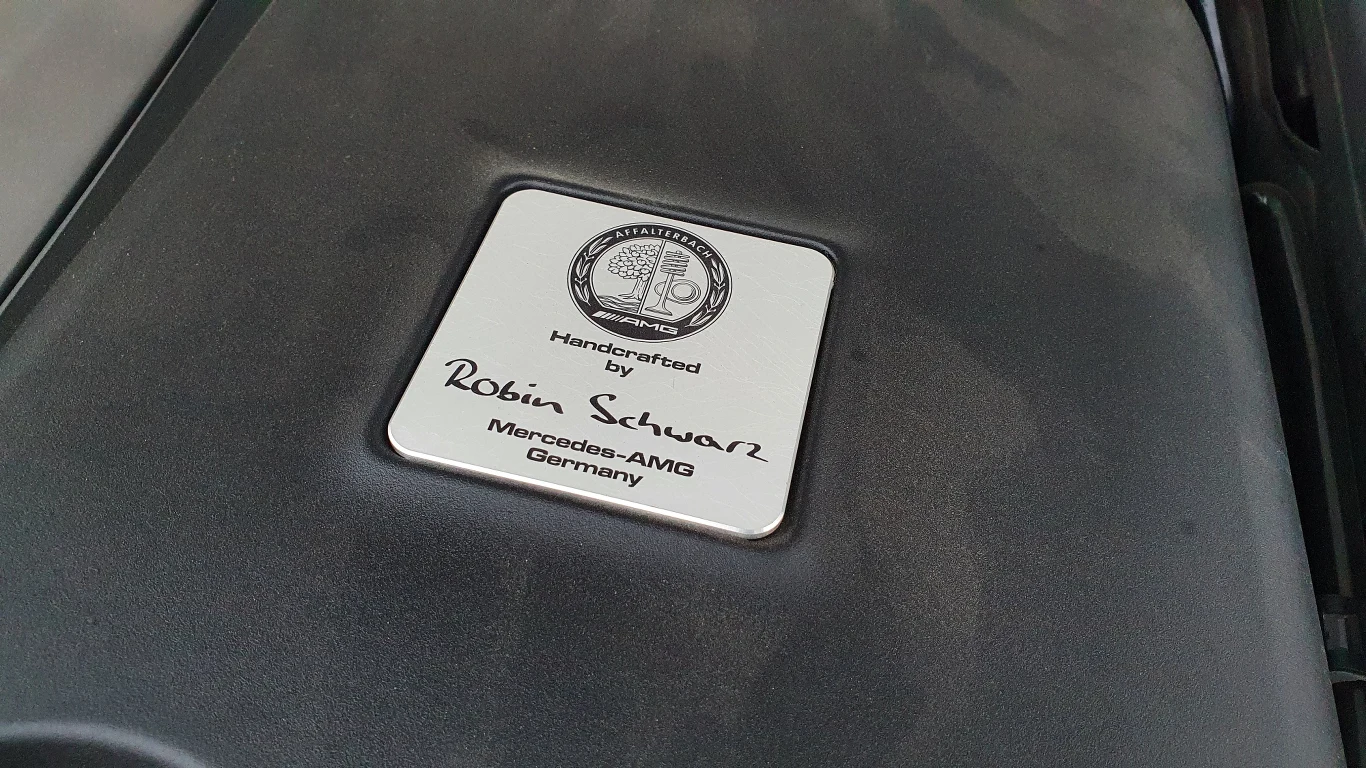 AFFALTERBACH
AMG
Handcrafted
by
Robin Schwarz
Mercedes-AMG
Germany